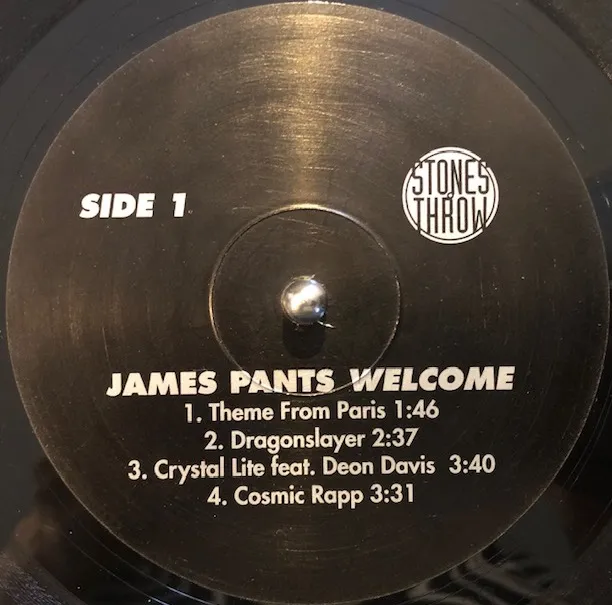 SIDE 1
STONES
THROW
JAMES PANTS WELCOME
1. Theme From Paris 1:46
2. Dragonslayer 2:37
3. Crystal Lite feat. Deon Davis 3:40
4. Cosmic Rapp 3:31